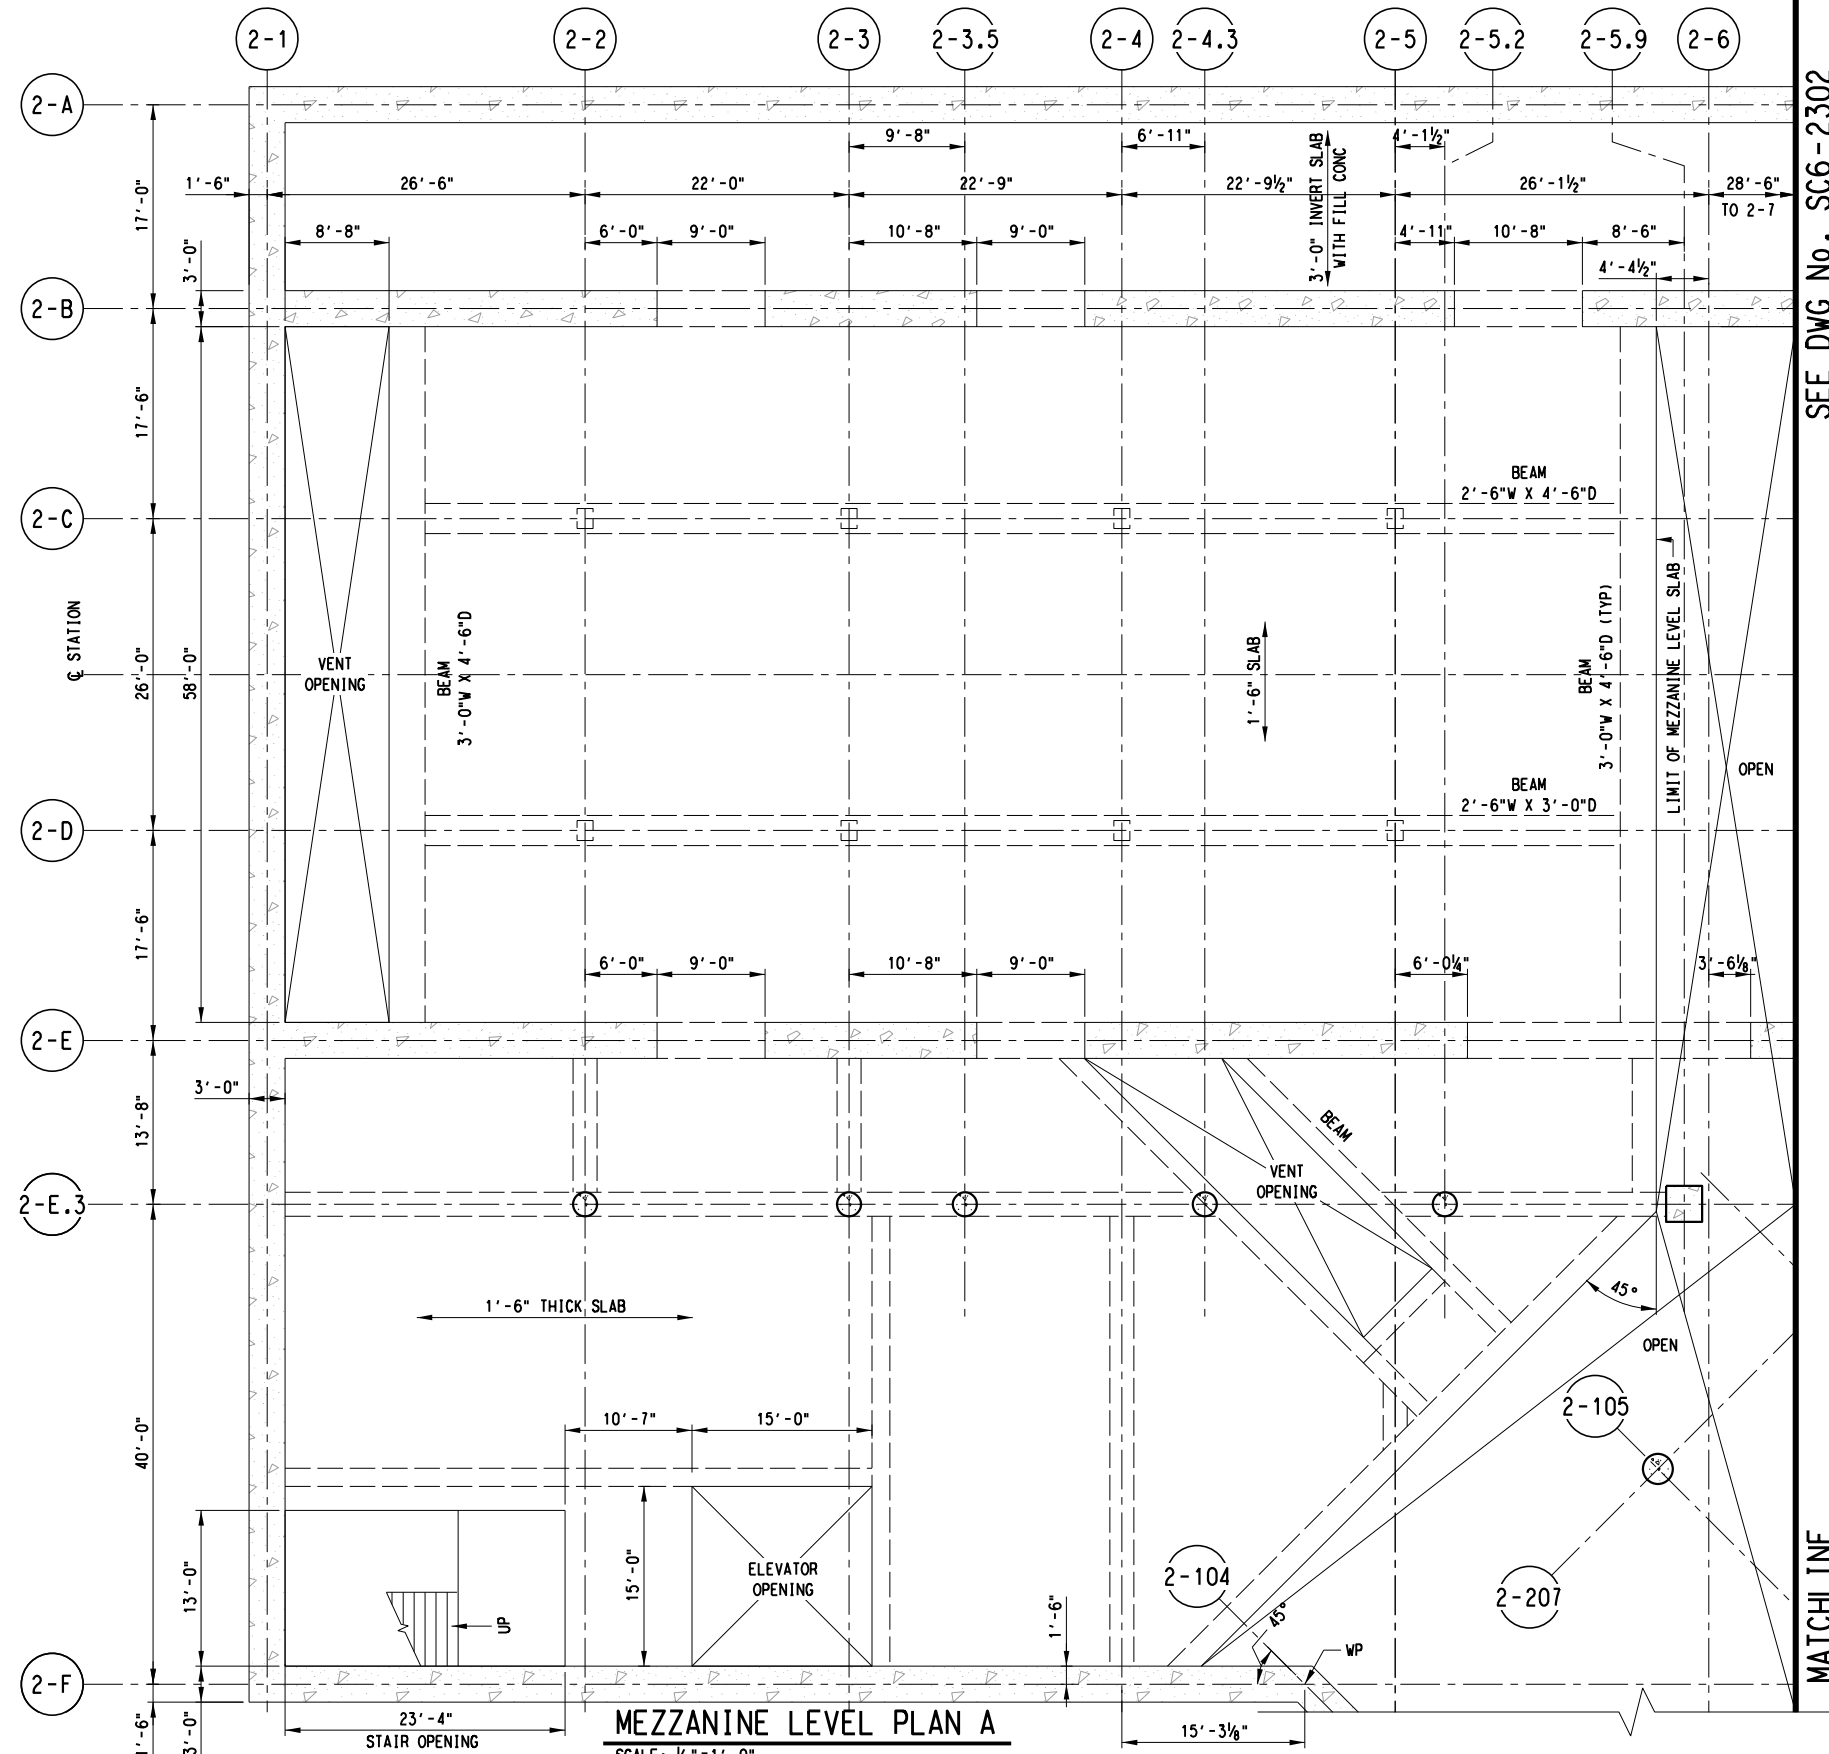 2-1
2-2
2-3
2-3.5
2-4
2-4.3
2-5
2-5.2
2-5.9
2-6
2-A
9'-8"
6'-11"
4'-1½"
17'-0"
1'-6"
26'-6"
22'-0"
22'-9"
22'-9½"
26'-1½"
28'-6"
TO 2-7
3'-0" INVERT SLAB
WITH FILL CONC
3'-0"
8'-8"
6'-0"
9'-0"
10'-8"
9'-0"
4'-11"
10'-8"
8'-6"
4'-4½"
2-B
17'-6"
BEAM
2'-6"W X 4'-6"D
2-C
℄ STATION
26'-0"
58'-0"
VENT
OPENING
BEAM
3'-0"W X 4'-6"D
1'-6" SLAB
BEAM
3'-0"W X 4'-6"D (TYP)
LIMIT OF MEZZANINE LEVEL SLAB
OPEN
BEAM
2'-6"W X 3'-0"D
2-D
17'-6"
6'-0"
9'-0"
10'-8"
9'-0"
6'-0¼"
3'-6⅛"
2-E
3'-0"
13'-8"
BEAM
VENT
OPENING
2-E.3
1'-6" THICK SLAB
45°
OPEN
40'-0"
10'-7"
15'-0"
2-105
13'-0"
UP
15'-0"
ELEVATOR
OPENING
1'-6"
2-104
45°
WP
2-207
2-F
1'-6"
3'-0"
23'-4"
STAIR OPENING
15'-3⅛"
MEZZANINE LEVEL PLAN A
SEE DWG No. SC6-2302
MATCHLINE